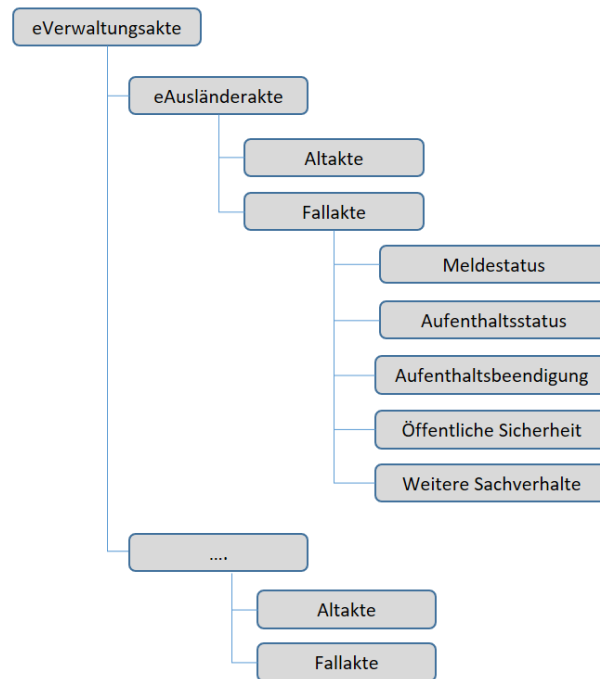 eVerwaltungsakte
eAusländerakte
Altakte
Fallakte
Meldestatus
Aufenthaltsstatus
Aufenthaltsbeendigung
Öffentliche Sicherheit
Weitere Sachverhalte
….
Altakte
Fallakte